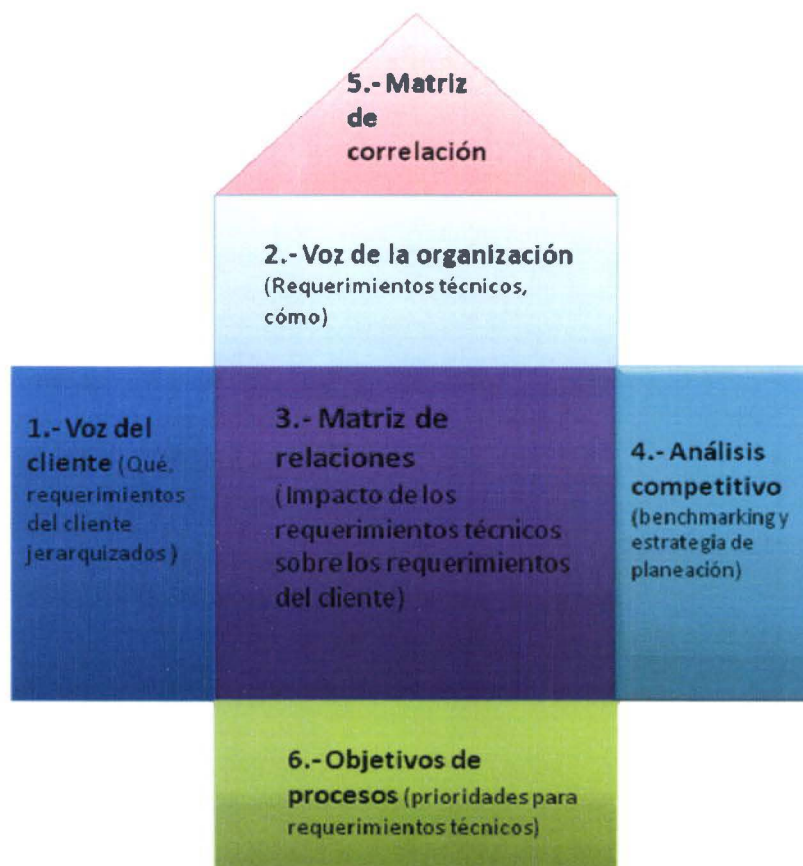 5.- Matriz
de
correlación
2.- Voz de la organización
(Requerimientos técnicos,
cómo)
1.- Voz del
cliente (Qué,
requerimientos
del cliente
jerarquizados)
3.- Matriz de
relaciones
(Impacto de los
requerimientos técnicos
sobre los requerimientos
del cliente)
4.- Análisis
competitivo
(benchmarking y
estrategia de
planeación)
6.- Objetivos de
procesos (prioridades para
requerimientos técnicos)